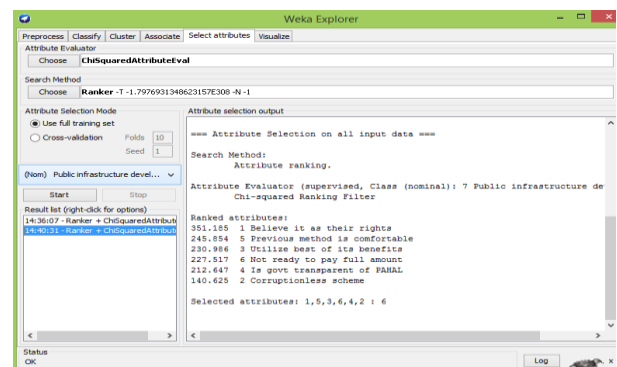 Weka Explorer
Preprocess Classify Cluster Associate Select attributes Visualize
Attribute Evaluator
Choose ChiSquaredAttributeEval
Search Method
Choose Ranker -T -1.7976931348623157E308 -N -1
Attribute Selection Mode
Use full training set
Cross-validation Folds 10
Seed 1
(Nom) Public infrastructure devel...
Start Stop
Result list (right-click for options)
14:36:07 - Ranker + ChiSquaredAttribut
14:40:31 - Ranker + ChiSquaredAttribut
Attribute selection output
=== Attribute Selection on all input data ===
Search Method:
Attribute ranking.
Attribute Evaluator (supervised, Class (nominal): 7 Public infrastructure de
Chi-squared Ranking Filter
Ranked attributes:
351.185 1 Believe it as their rights
245.854 5 Previous method is comfortable
230.986 3 Utilize best of its benefits
227.517 6 Not ready to pay full amount
212.647 4 Is govt transparent of PAHAL
140.625 2 Corruptionless scheme
Selected attributes: 1,5,3,6,4,2 : 6
Status
OK
Log
x